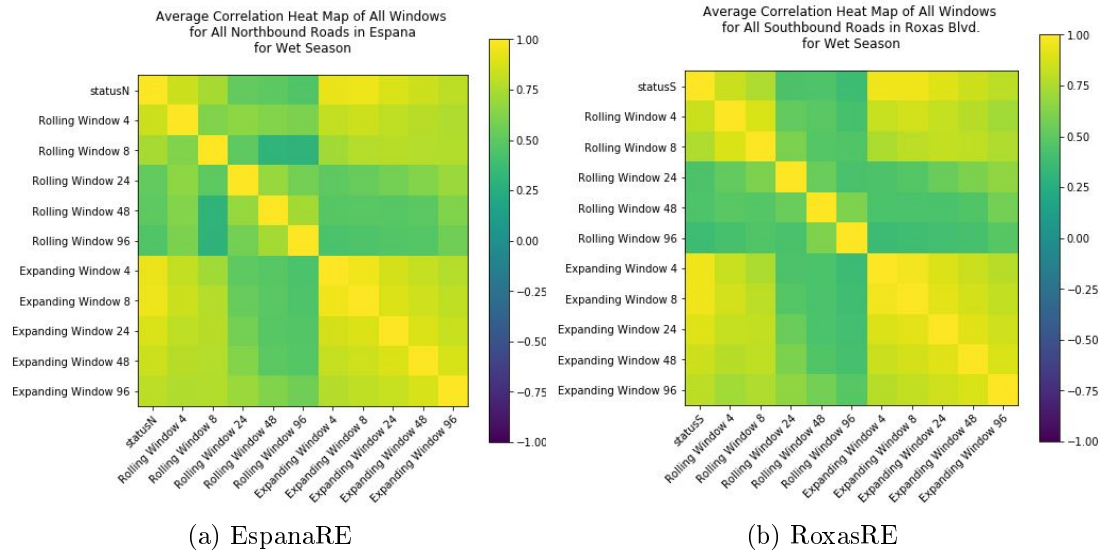 Average Correlation Heat Map of All Windows
for All Northbound Roads in Espana
for Wet Season
statusN
Rolling Window 4
Rolling Window 8
Rolling Window 24
Rolling Window 48
Rolling Window 96
Expanding Window 4
Expanding Window 8
Expanding Window 24
Expanding Window 48
Expanding Window 96
statusN
Rolling Window 4
Rolling Window 8
Rolling Window 24
Rolling Window 48
Rolling Window 96
Expanding Window 4
Expanding Window 8
Expanding Window 24
Expanding Window 48
Expanding Window 96
1.00
0.75
0.50
0.25
0.00
−0.25
−0.50
−0.75
−1.00
(a) EspanaRE
Average Correlation Heat Map of All Windows
for All Southbound Roads in Roxas Blvd.
for Wet Season
statusS
Rolling Window 4
Rolling Window 8
Rolling Window 24
Rolling Window 48
Rolling Window 96
Expanding Window 4
Expanding Window 8
Expanding Window 24
Expanding Window 48
Expanding Window 96
statusS
Rolling Window 4
Rolling Window 8
Rolling Window 24
Rolling Window 48
Rolling Window 96
Expanding Window 4
Expanding Window 8
Expanding Window 24
Expanding Window 48
Expanding Window 96
1.00
0.75
0.50
0.25
0.00
−0.25
−0.50
−0.75
−1.00
(b) RoxasRE